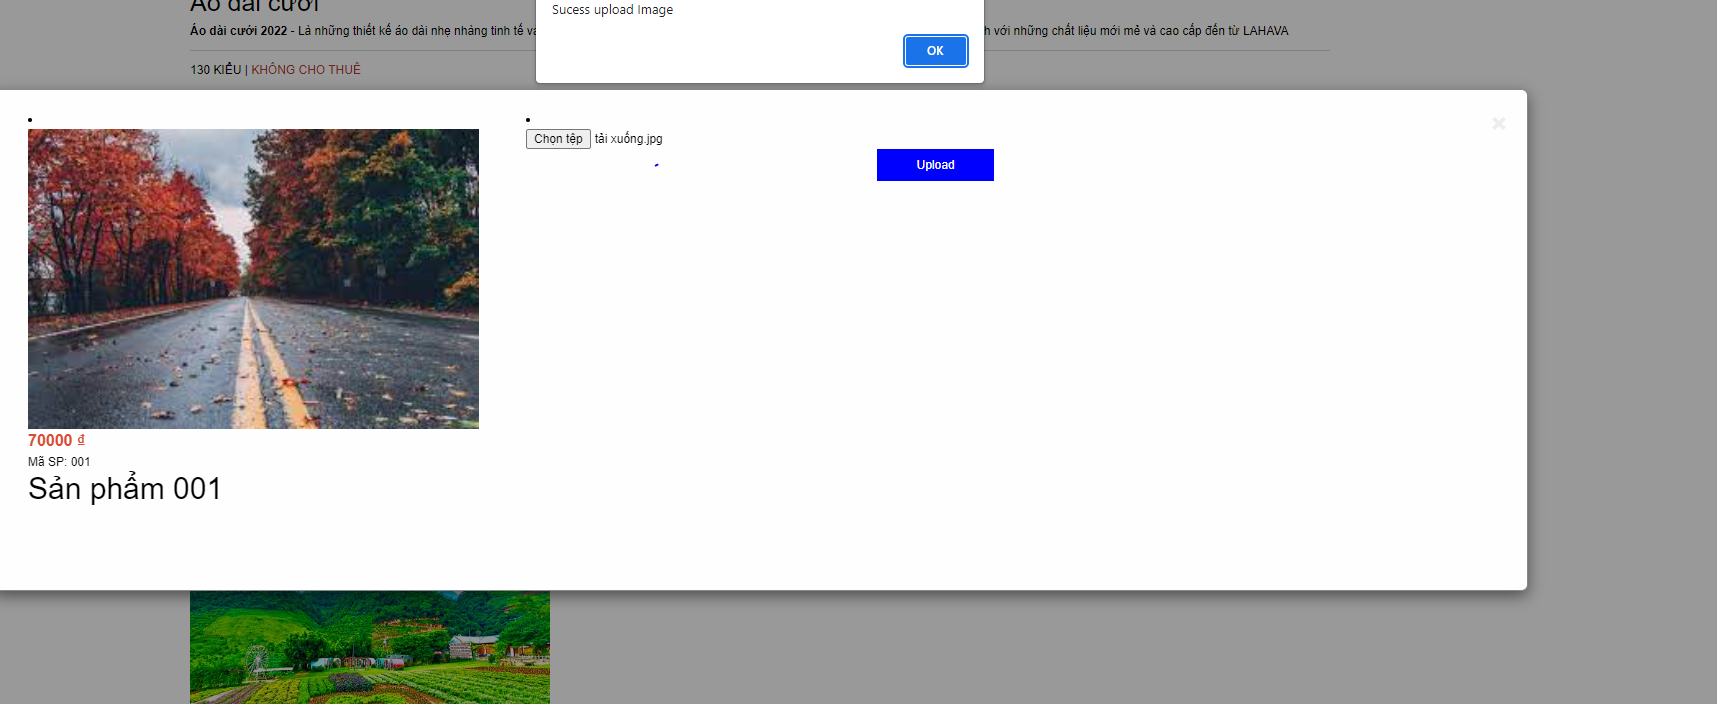 Áo dài cưới
Sucess upload Image
Áo dài cưới 2022 - Là những thiết kế áo dài nhẹ nhàng tinh tế và
h với những chất liệu mới mẻ và cao cấp đến từ LAHAVA
OK
130 KIỂU | KHÔNG CHO THUÊ
×
Chọn tệp tải xuống.jpg
Upload
70000 ₫
Mã SP: 001
Sản phẩm 001